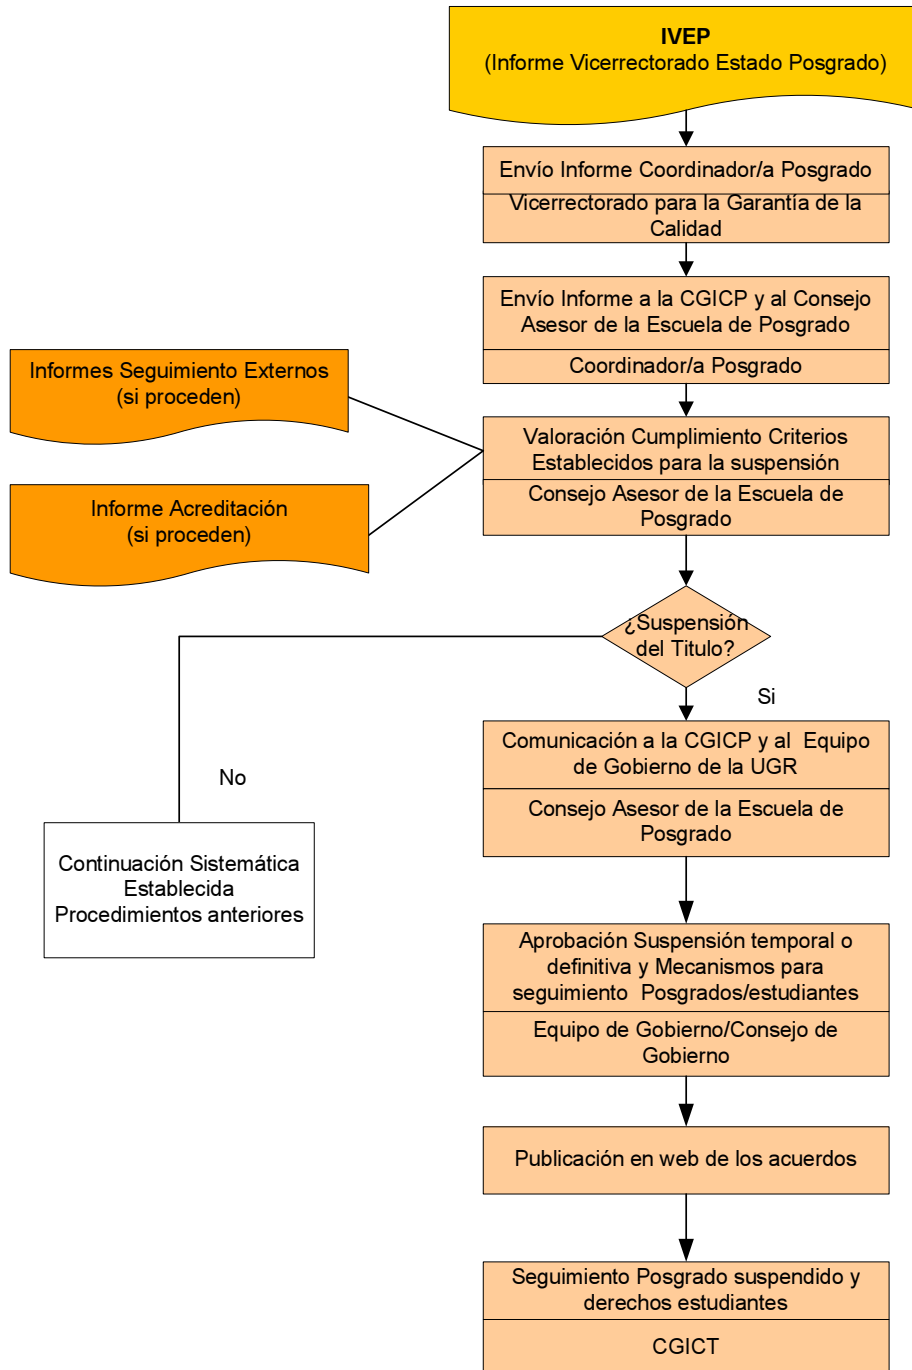 IVEP
(Informe Vicerrectorado Estado Posgrado)
Envío Informe Coordinador/a Posgrado
Vicerrectorado para la Garantía de la
Calidad
Envío Informe a la CGICP y al Consejo
Asesor de la Escuela de Posgrado
Coordinador/a Posgrado
Informes Seguimiento Externos
(si proceden)
Valoración Cumplimiento Criterios
Establecidos para la suspensión
Consejo Asesor de la Escuela de
Posgrado
Informe Acreditación
(si proceden)
¿Suspensión
del Titulo?
Si
No
Comunicación a la CGICP y al Equipo
de Gobierno de la UGR
Consejo Asesor de la Escuela de
Posgrado
Continuación Sistemática
Establecida
Procedimientos anteriores
Aprobación Suspensión temporal o
definitiva y Mecanismos para
seguimiento Posgrados/estudiantes
Equipo de Gobierno/Consejo de
Gobierno
Publicación en web de los acuerdos
Seguimiento Posgrado suspendido y
derechos estudiantes
CGICT